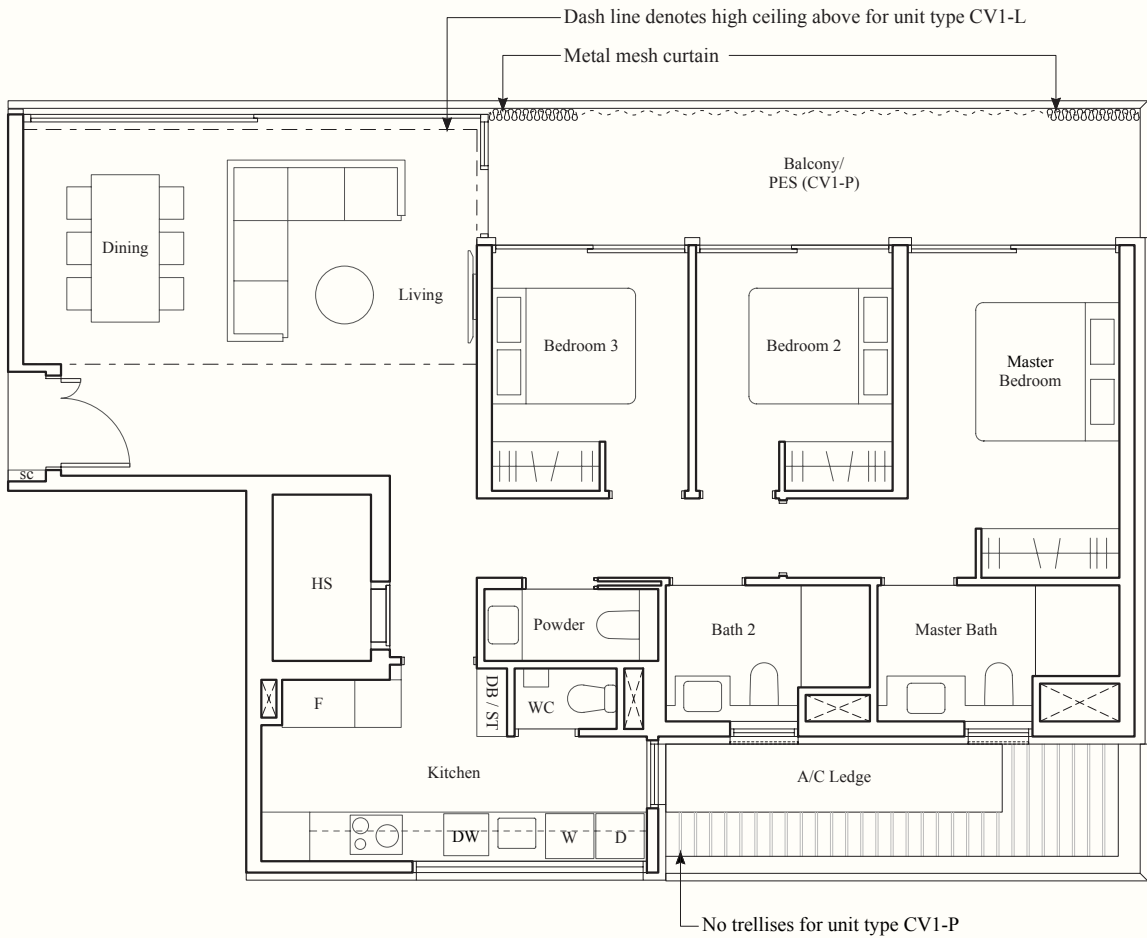 Dash line denotes high ceiling above for unit type CV1-L
Metal mesh curtain
Balcony/
PES (CV1-P)
Dining
Living
Bedroom 3
Bedroom 2
Master
Bedroom
sc
HS
Powder
Bath 2
Master Bath
F
DB / ST
WC
Kitchen
A/C Ledge
DW
W
D
No trellises for unit type CV1-P